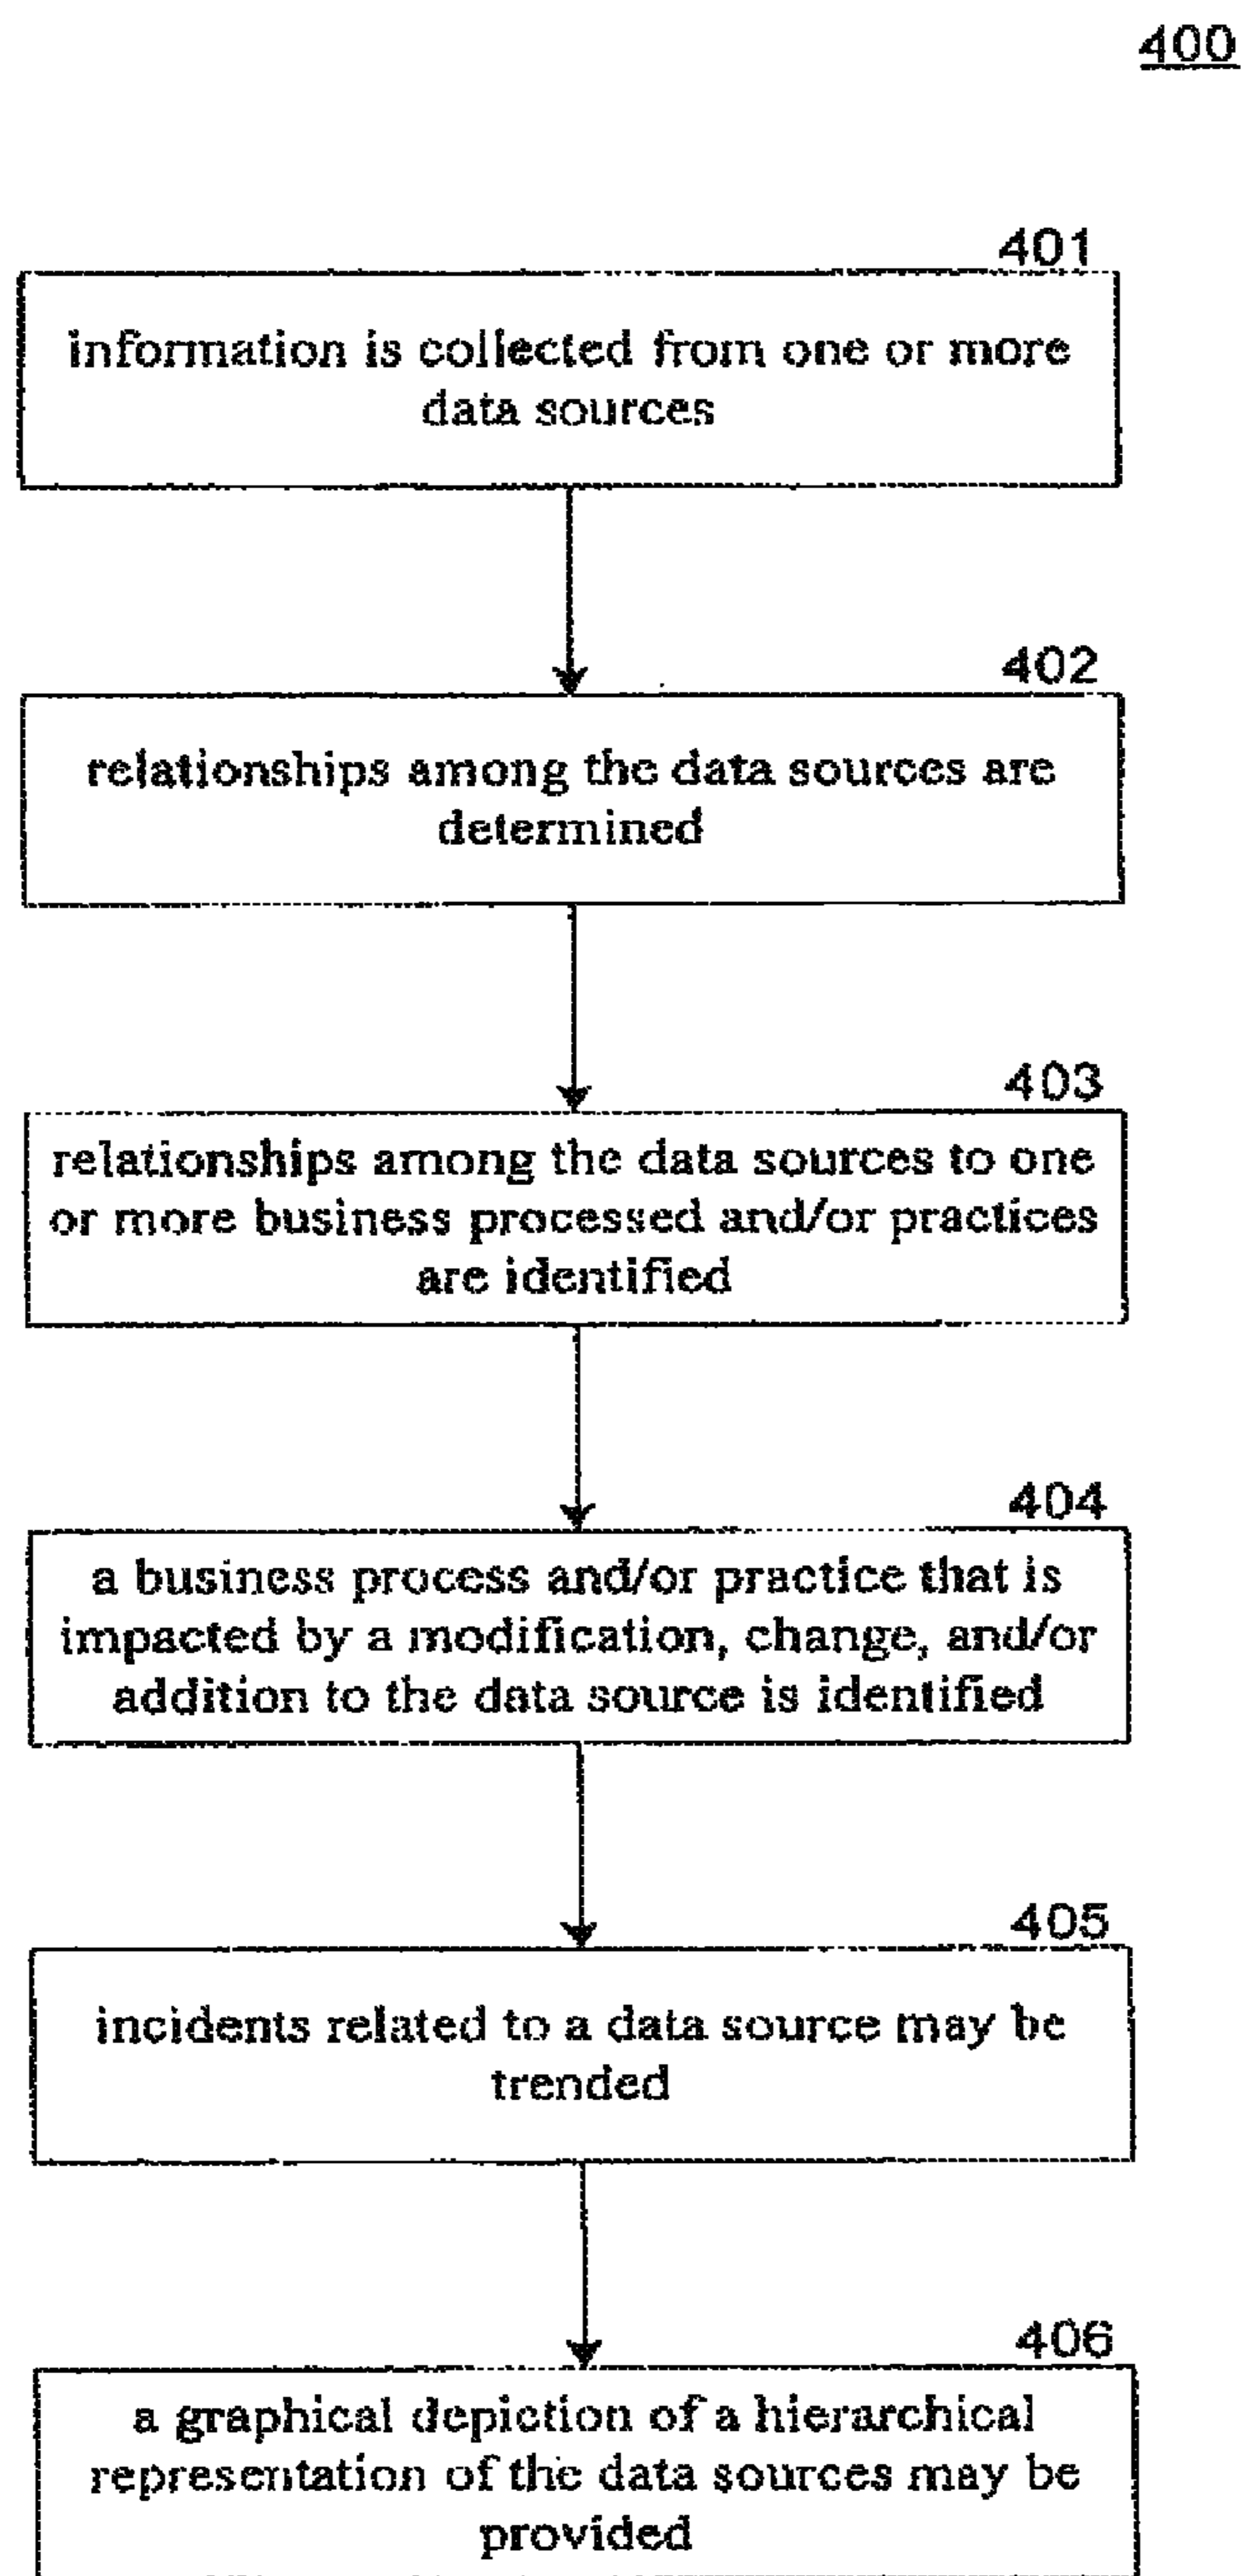 400
401
information is collected from one or more
data sources
402
relationships among the data sources are
determined
403
relationships among the data sources to one
or more business processed and/or practices
are identified
404
a business process and/or practice that is
impacted by a modification, change, and/or
addition to the data source is identified
405
incidents related to a data source may be
trended
406
a graphical depiction of a hierarchical
representation of the data sources may be
provided